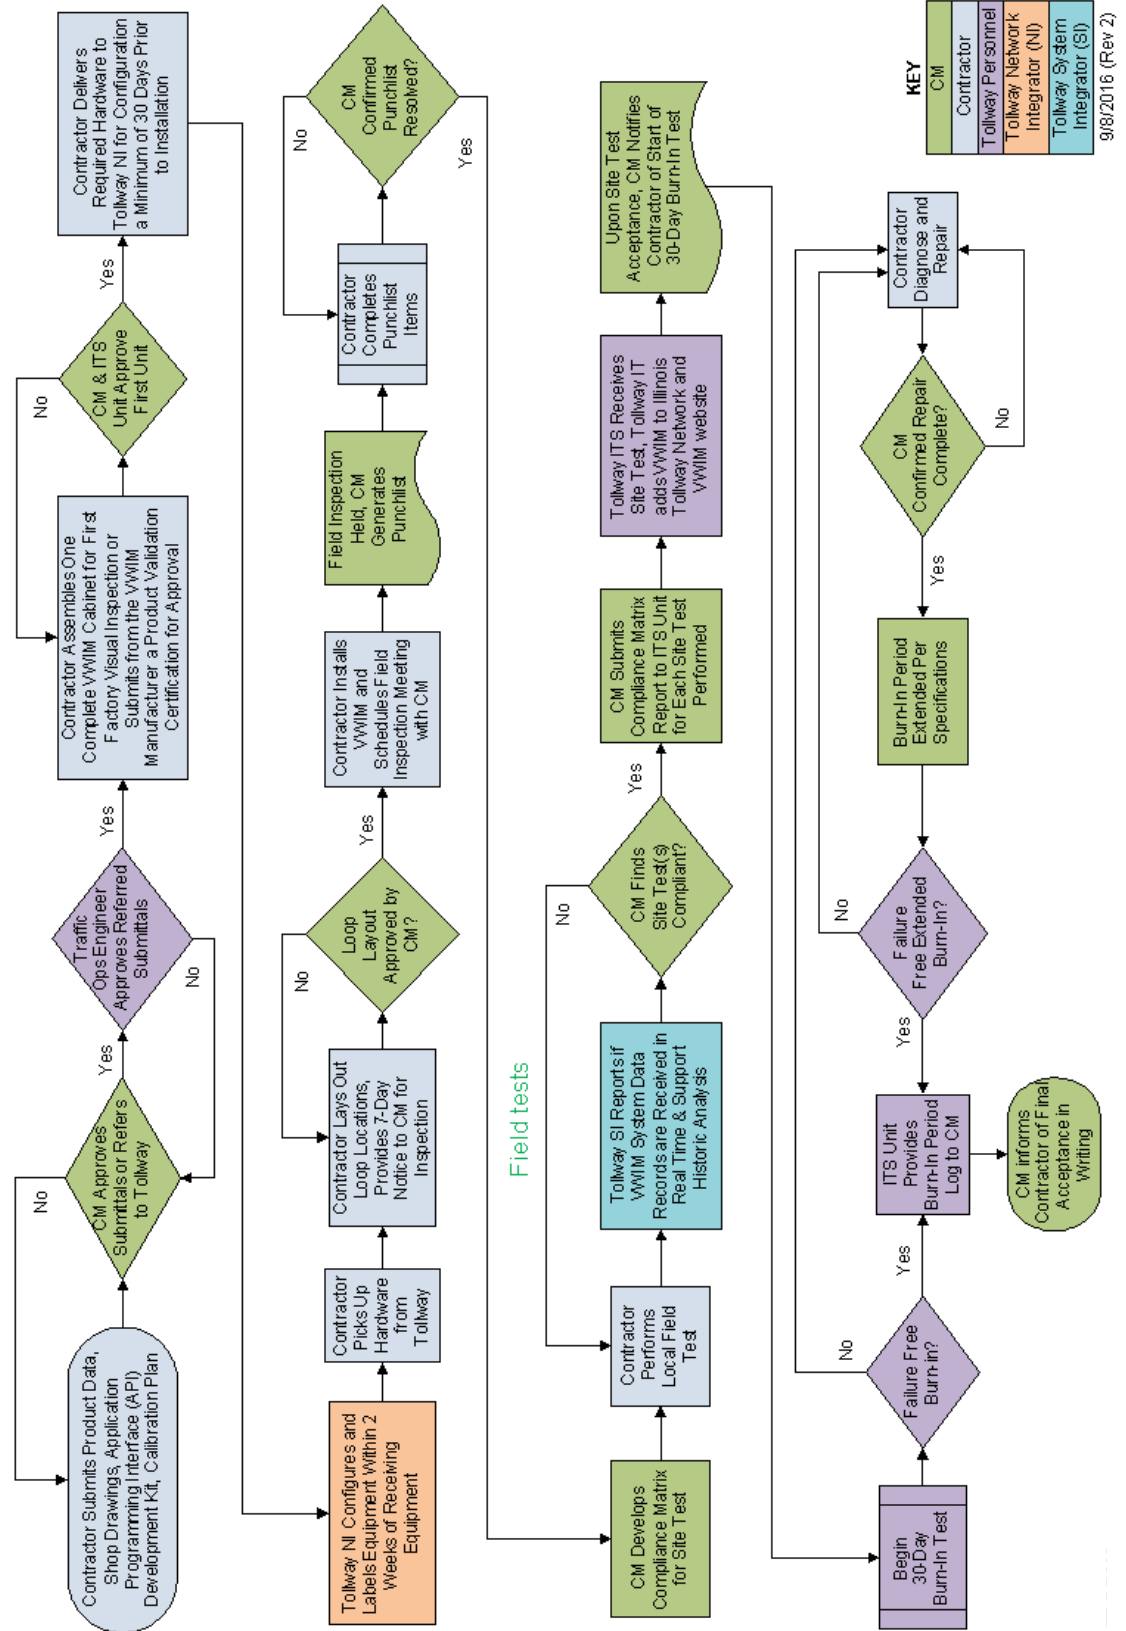 Contractor Submits Product Data,
Shop Drawings, Application
Programming Interface (API)
Development Kit, Calibration Plan
No
CM Approves
Submittals or Refers
to Tollway
Yes
Traffic
Ops Engineer
Approves Referred
Submittals
No
Yes
Contractor Assembles One
Complete VWIM Cabinet for First
Factory Visual Inspection or
Submits from the VWIM
Manufacturer a Product Validation
Certification for Approval
No
CM & ITS
Unit Approve
First Unit
Yes
Contractor Delivers
Required Hardware to
Tollway NI for Configuration
a Minimum of 30 Days Prior
to Installation
Tollway NI Configures and
Labels Equipment Within 2
Weeks of Receiving
Equipment
Contractor
Picks Up
Hardware
from
Tollway
Contractor Lays Out
Loop Locations,
Provides 7-Day
Notice to CM for
Inspection
No
Loop
Layout
Approved by
CM?
Yes
Contractor Installs
VWIM and
Schedules Field
Inspection Meeting
with CM
Field Inspection
Held, CM
Generates
Punchlist
Contractor
Completes
Punchlist
Items
No
CM
Confirmed
Punchlist
Resolved?
Yes
Field tests
CM Develops
Compliance Matrix
for Site Test
Contractor
Performs
Local Field
Test
Tollway SI Reports if
VWIM System Data
Records are Received in
Real Time & Support
Historic Analysis
No
CM Finds
Site Test(s)
Compliant?
Yes
CM Submits
Compliance Matrix
Report to ITS Unit
for Each Site Test
Performed
Tollway ITS Receives
Site Test, Tollway IT
adds VWIM to Illinois
Tollway Network and
VWIM website
Upon Site Test
Acceptance, CM Notifies
Contractor of Start of
30-Day Burn-In Test
Begin
30-Day
Burn-In Test
No
Failure Free
Burn-in?
Yes
ITS Unit
Provides
Burn-In Period
Log to CM
CM informs
Contractor of Final
Acceptance in
Writing
Yes
No
Failure
Free Extended
Burn-In?
Burn-In Period
Extended Per
Specifications
Yes
CM
Confirmed Repair
Complete?
No
Contractor
Diagnose and
Repair
KEY
CM
Contractor
Tollway Personnel
Tollway Network
Integrator (NI)
Tollway System
Integrator (SI)
9/8/2016 (Rev 2)